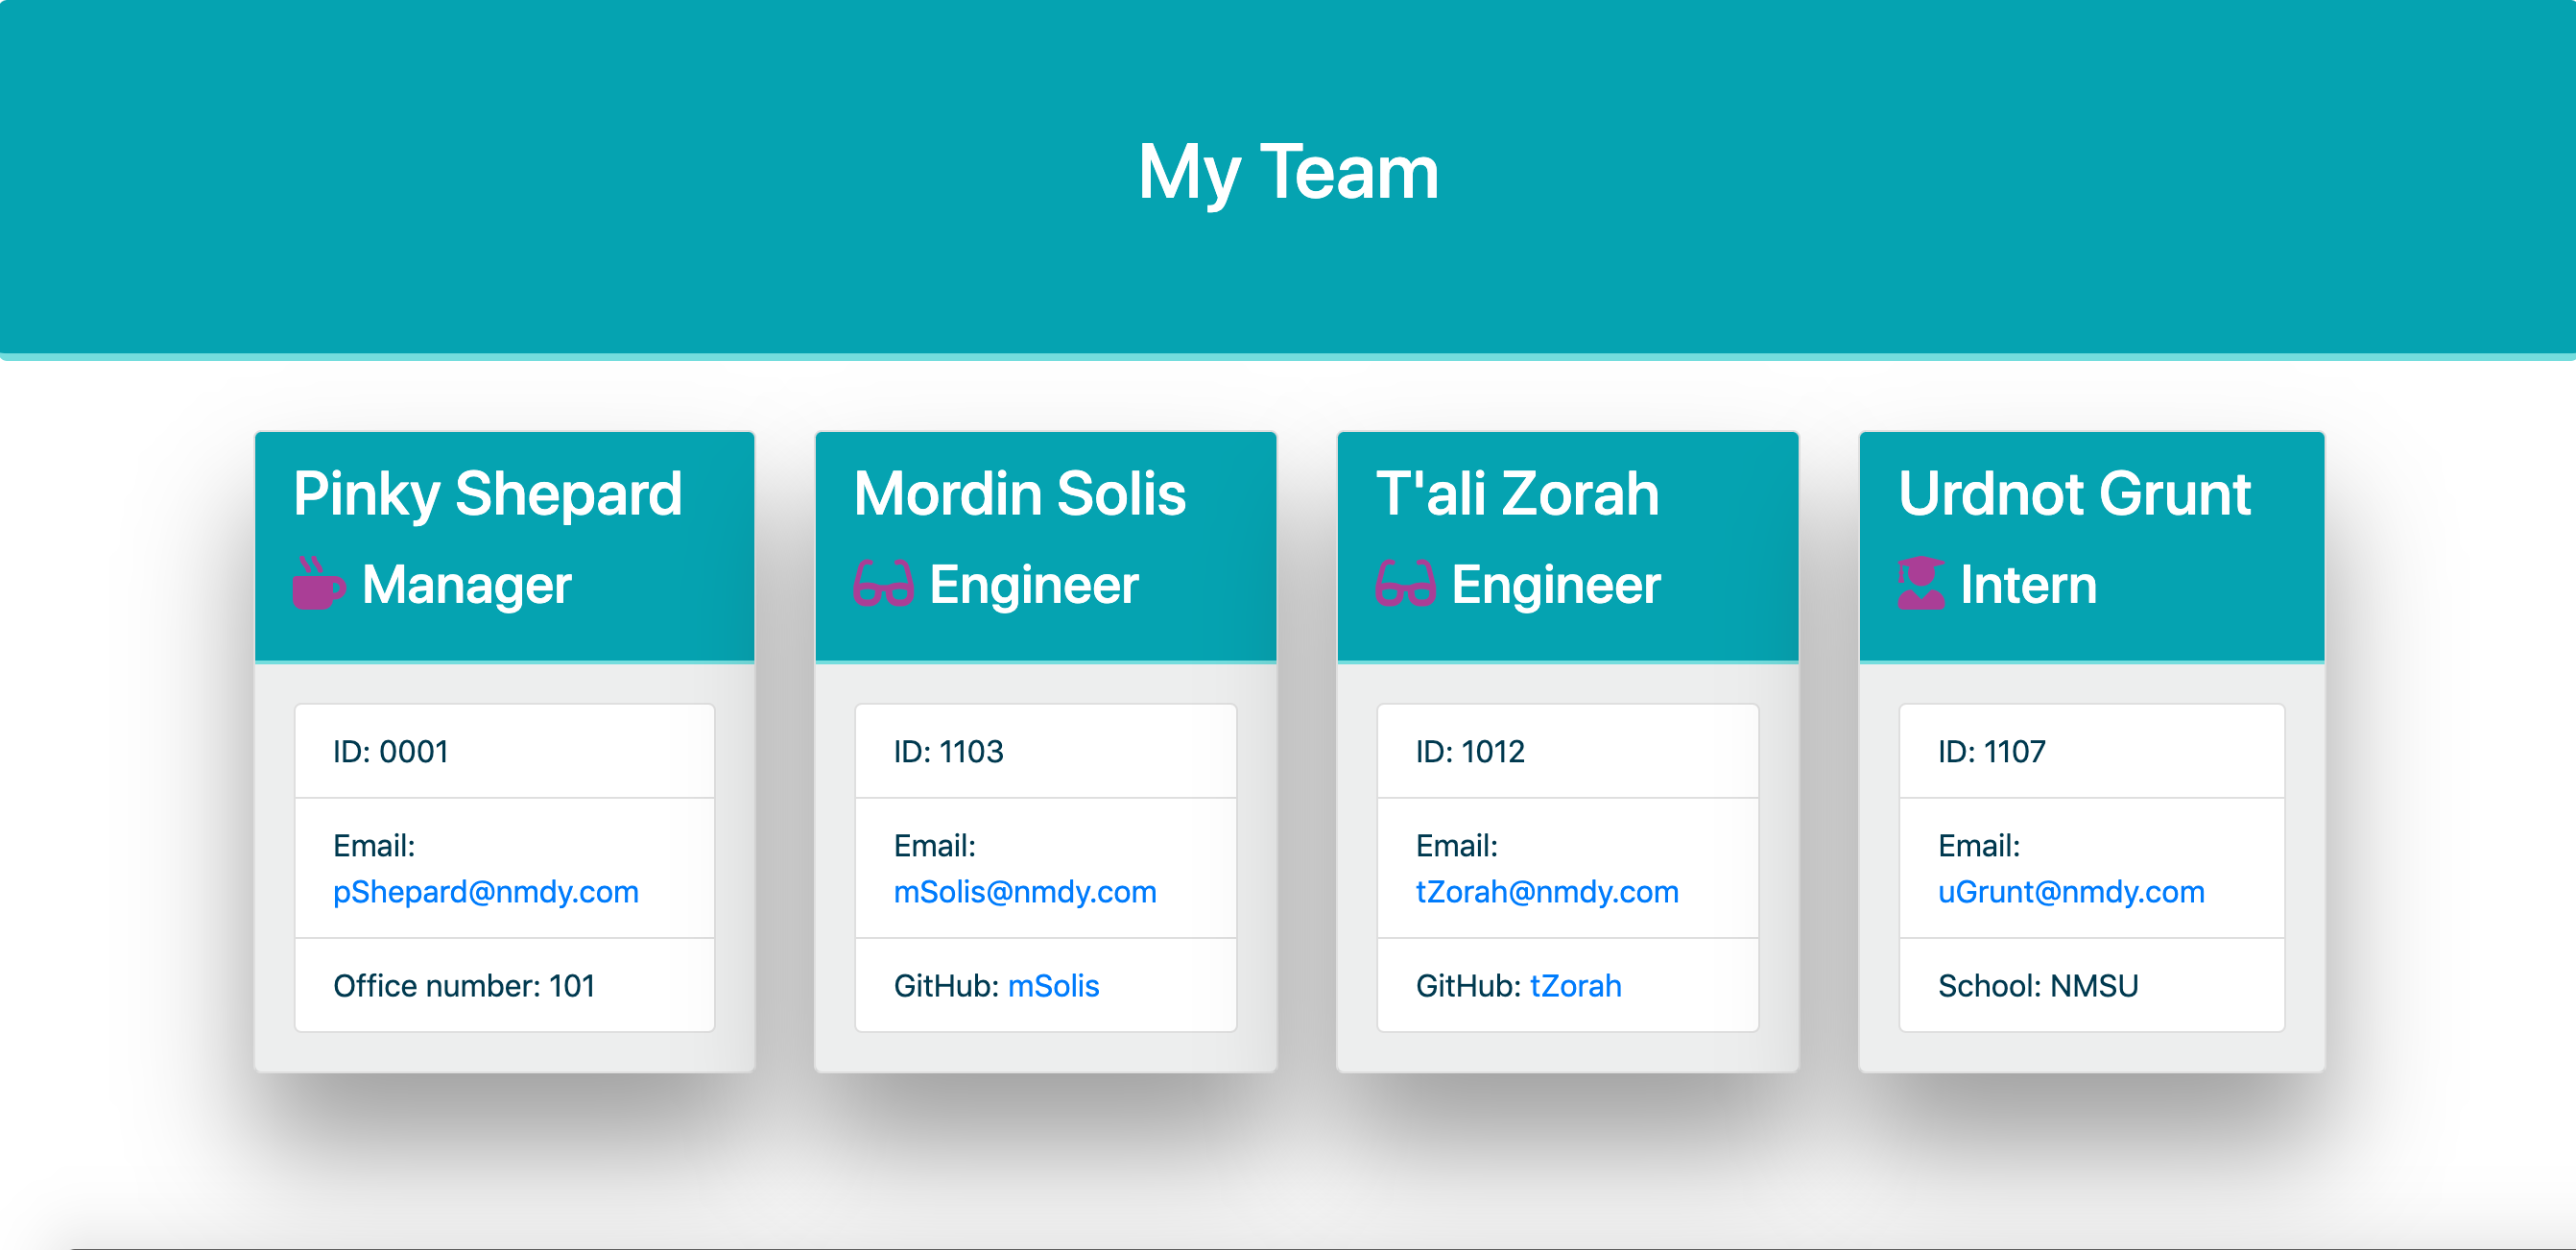 My Team
Pinky Shepard
Manager
ID: 0001
Email:
pShepard@nmdy.com
Office number: 101
Mordin Solis
Engineer
ID: 1103
Email:
mSolis@nmdy.com
GitHub: mSolis
T'ali Zorah
Engineer
ID: 1012
Email:
tZorah@nmdy.com
GitHub: tZorah
Urdnot Grunt
Intern
ID: 1107
Email:
uGrunt@nmdy.com
School: NMSU